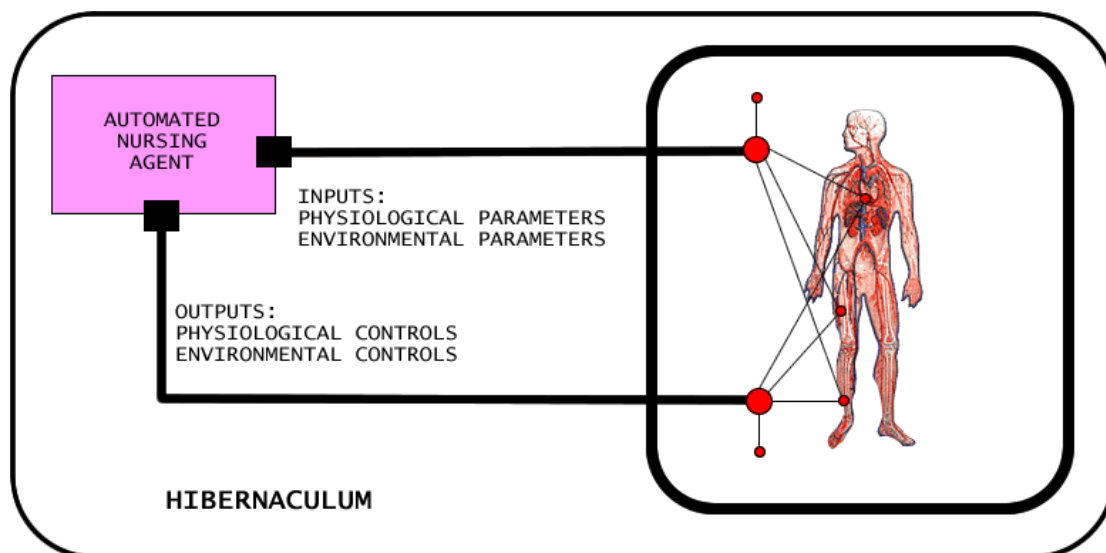 AUTOMATED
NURSING
AGENT
INPUTS:
PHYSIOLOGICAL PARAMETERS
ENVIRONMENTAL PARAMETERS
OUTPUTS:
PHYSIOLOGICAL CONTROLS
ENVIRONMENTAL CONTROLS
HIBERNACULUM